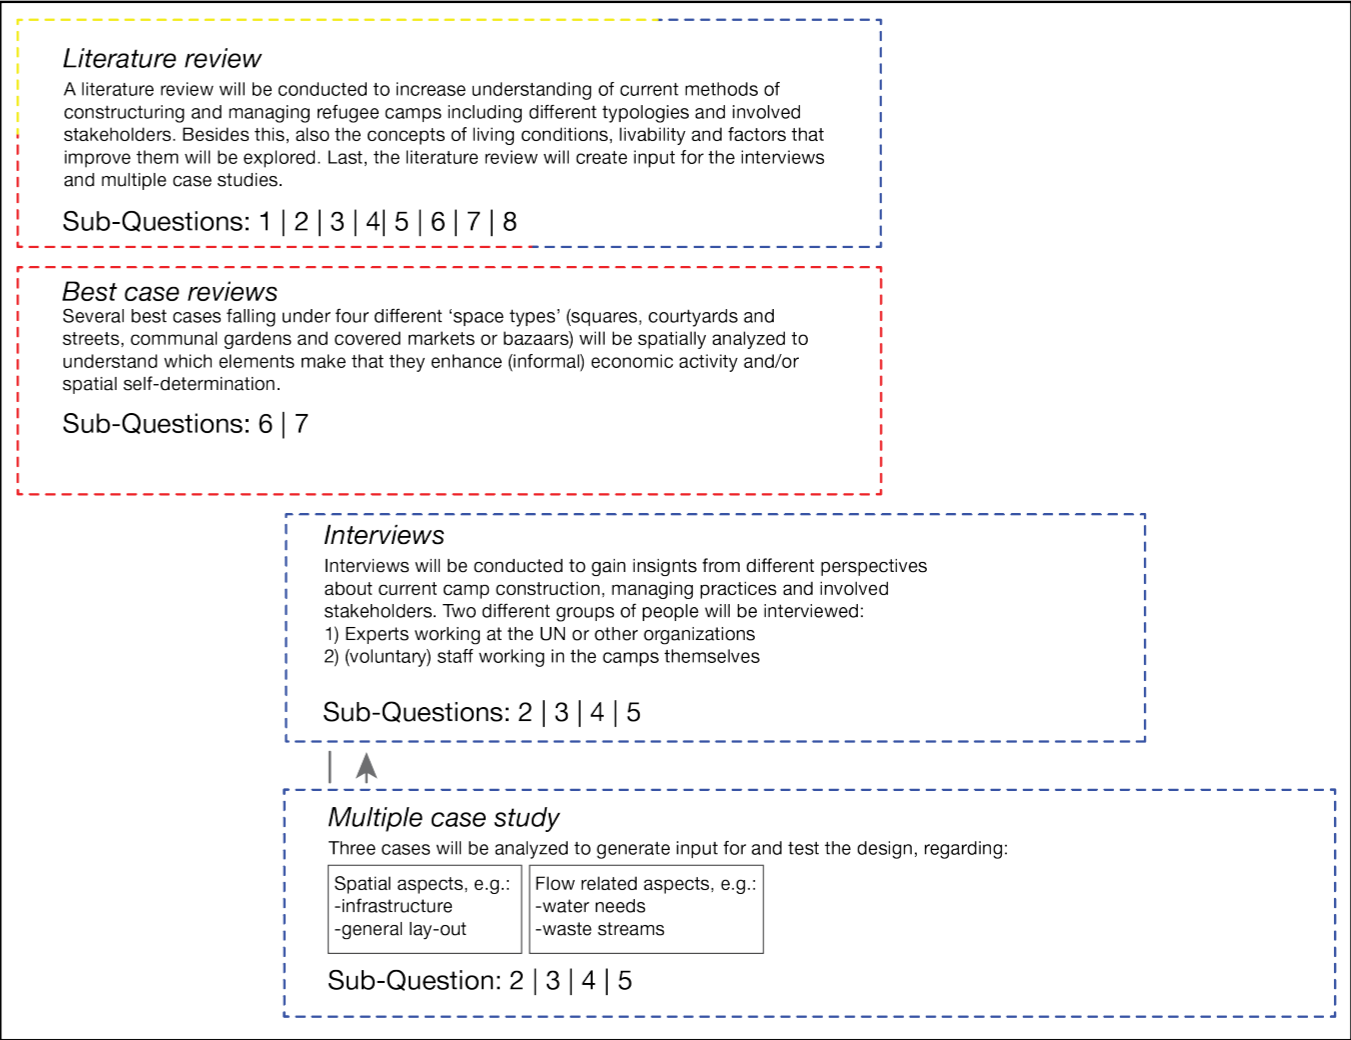 Literature review
A literature review will be conducted to increase understanding of current methods of
constructuring and managing refugee camps including different typologies and involved
stakeholders. Besides this, also the concepts of living conditions, livability and factors that
improve them will be explored. Last, the literature review will create input for the interviews
and multiple case studies.
Sub-Questions: 1 | 2 | 3 | 4| 5 | 6 | 7 | 8
Best case reviews
Several best cases falling under four different ‘space types’ (squares, courtyards and
streets, communal gardens and covered markets or bazaars) will be spatially analyzed to
understand which elements make that they enhance (informal) economic activity and/or
spatial self-determination.
Sub-Questions: 6 | 7
Interviews
Interviews will be conducted to gain insignts from different perspectives
about current camp construction, managing practices and involved
stakeholders. Two different groups of people will be interviewed:
1) Experts working at the UN or other organizations
2) (voluntary) staff working in the camps themselves
Sub-Questions: 2 | 3 | 4 | 5
Multiple case study
Three cases will be analyzed to generate input for and test the design, regarding:
Spatial aspects, e.g.:
-infrastructure
-general lay-out
Flow related aspects, e.g.:
-water needs
-waste streams
Sub-Question: 2 | 3 | 4 | 5